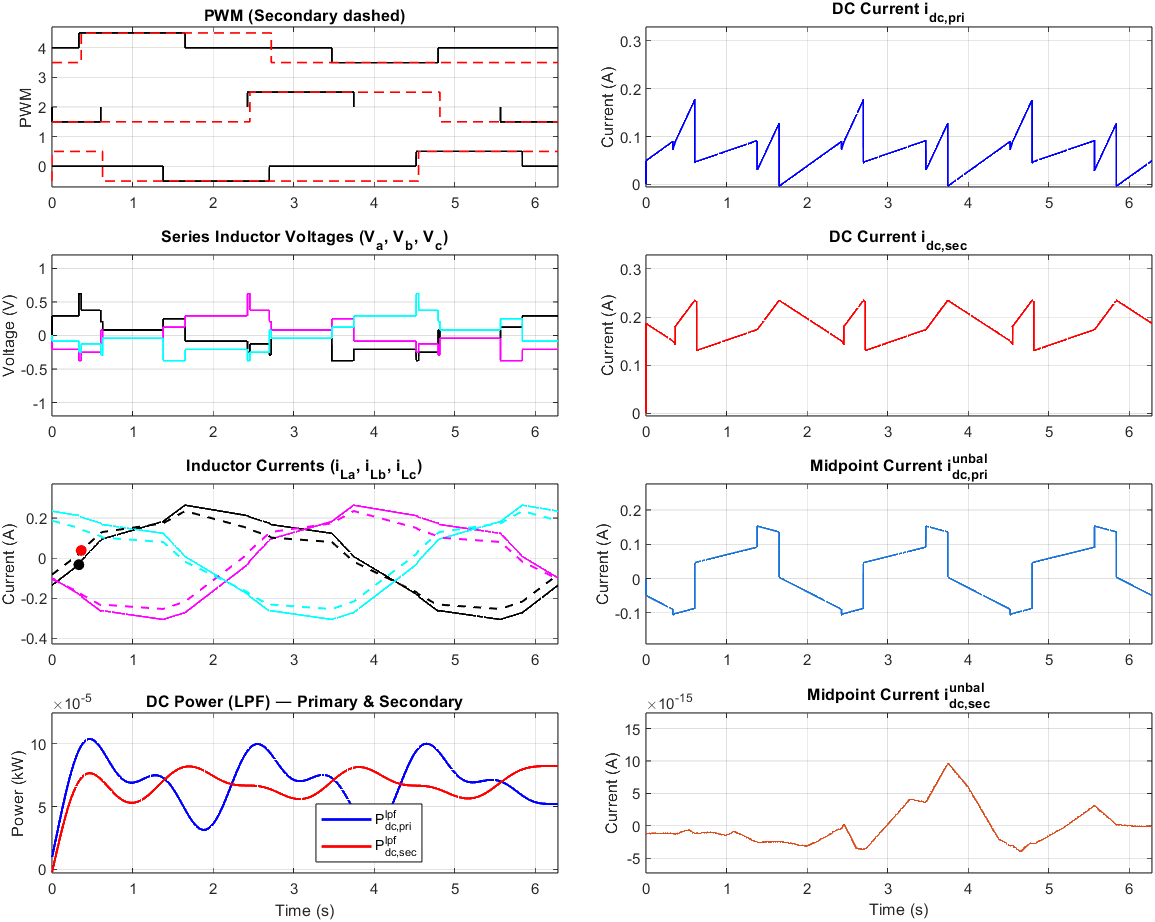 PWM (Secondary dashed)
PWM
4
3
2
1
0
0 1 2 3 4 5 6
DC Current i_dc,pri
Current (A)
0.3
0.2
0.1
0
0 1 2 3 4 5 6
Series Inductor Voltages (V_a, V_b, V_c)
Voltage (V)
1
0.5
0
-0.5
-1
0 1 2 3 4 5 6
DC Current i_dc,sec
Current (A)
0.3
0.2
0.1
0
0 1 2 3 4 5 6
Inductor Currents (i_La, i_Lb, i_Lc)
Current (A)
0.2
0
-0.2
-0.4
0 1 2 3 4 5 6
Midpoint Current i^unbal_dc,pri
Current (A)
0.2
0.1
0
-0.1
0 1 2 3 4 5 6
DC Power (LPF) — Primary & Secondary
×10^-5
Power (kW)
10
5
0
P^lpf_dc,pri
P^lpf_dc,sec
0 1 2 3 4 5 6
Time (s)
Midpoint Current i^unbal_dc,sec
×10^-15
Current (A)
15
10
5
0
-5
0 1 2 3 4 5 6
Time (s)